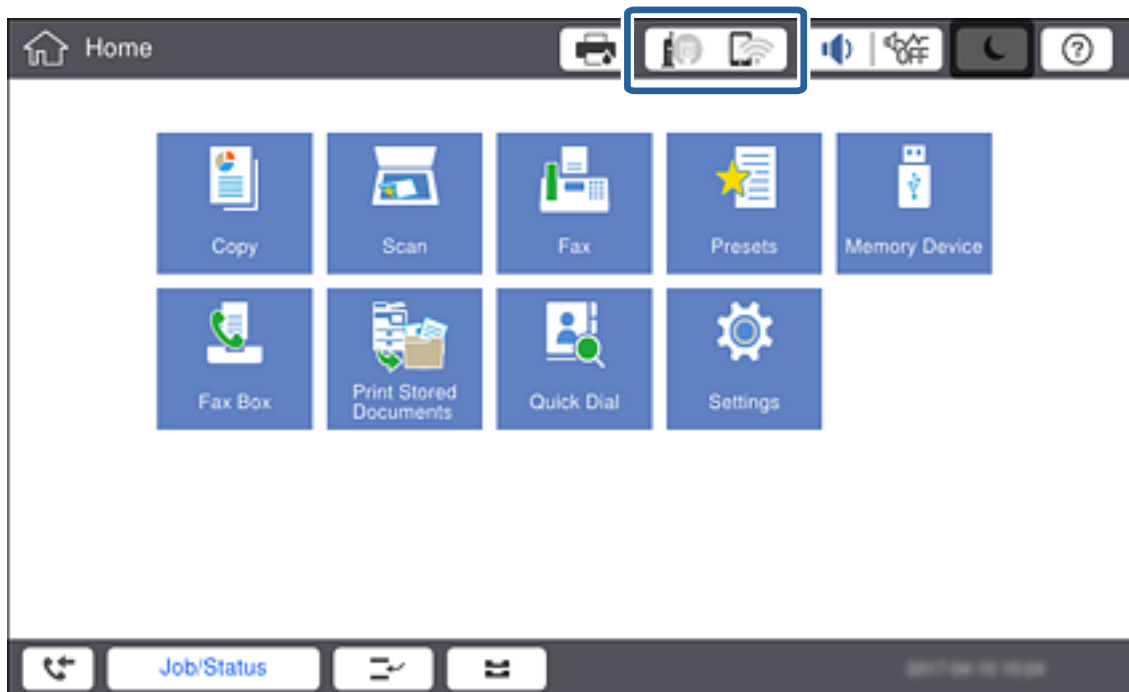 Home
OFF
?
Copy
Scan
Fax
Presets
Memory Device
Fax Box
Print Stored
Documents
Quick Dial
Settings
Job/Status